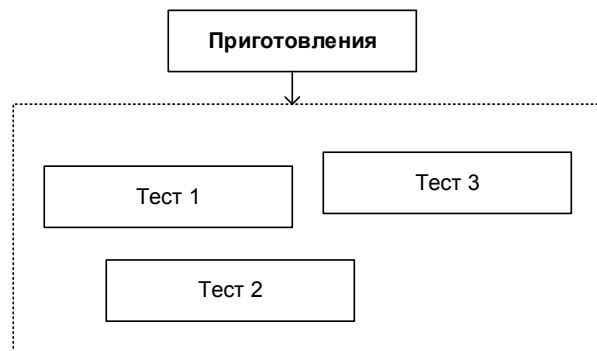 Приготовления
Тест 1
Тест 3
Тест 2